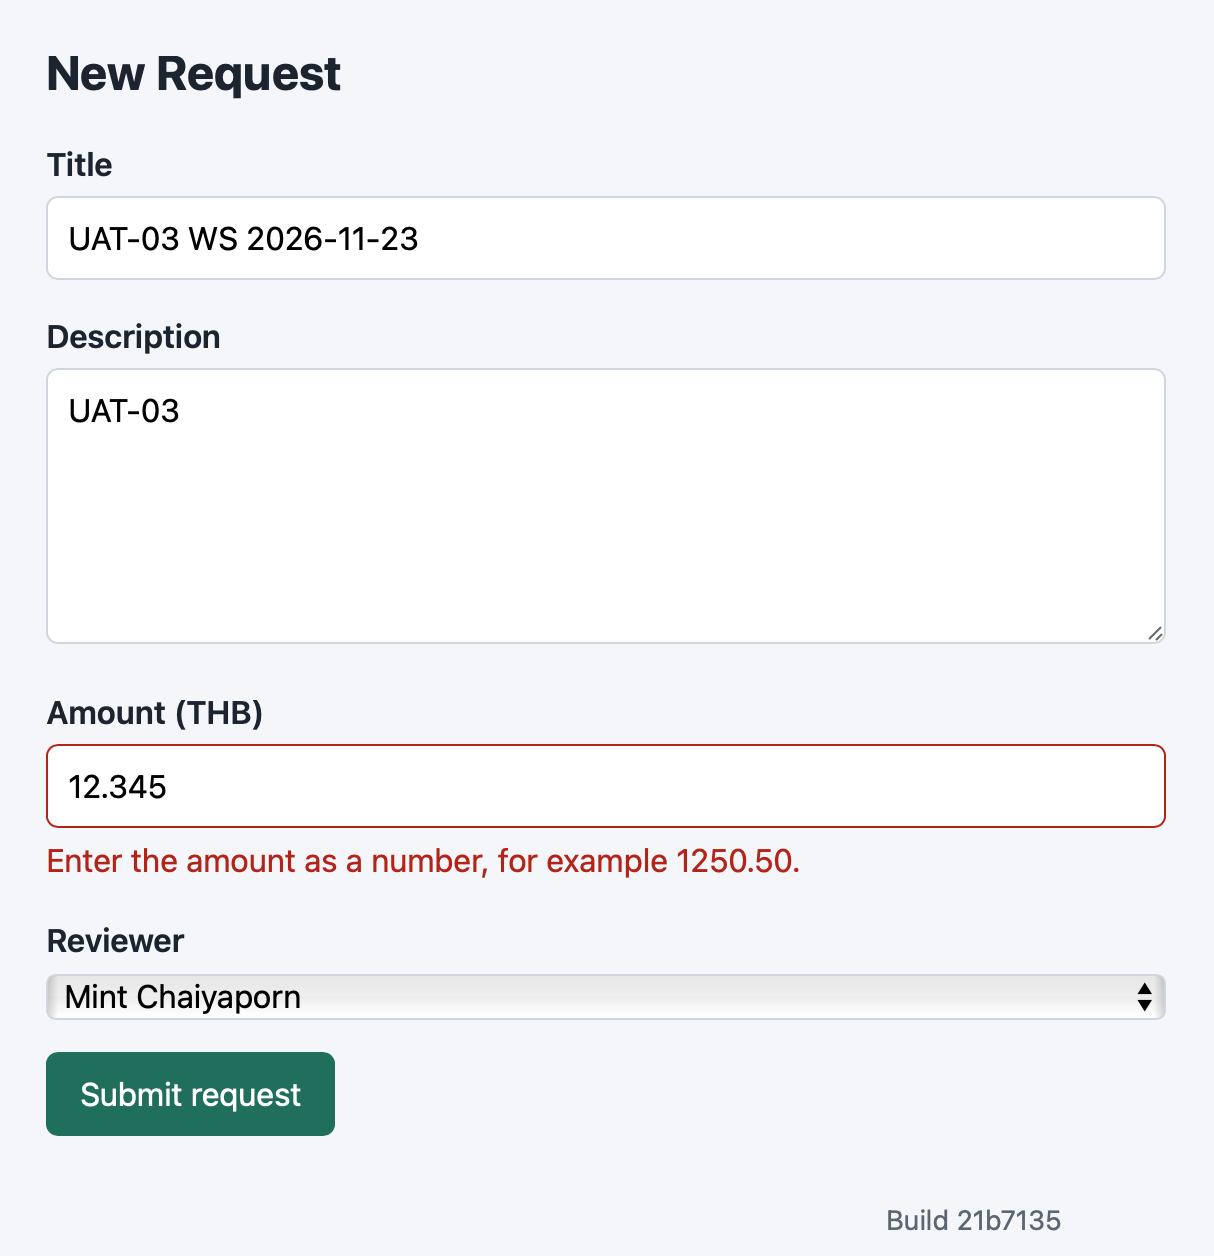 New Request
Title
UAT-03 WS 2026-11-23
Description
UAT-03
Amount (THB)
12.345
Enter the amount as a number, for example 1250.50.
Reviewer
Mint Chaiyaporn
Submit request
Build 21b7135